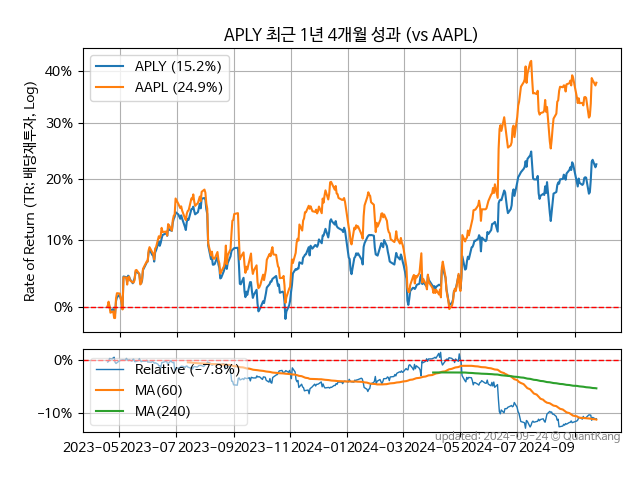 APLY 최근 1년 4개월 성과 (vs AAPL)
Rate of Return (TR: 배당재투자, Log)
40%
30%
20%
10%
0%
APLY (15.2%)
AAPL (24.9%)
0%
−10%
Relative (−7.8%)
MA(60)
MA(240)
2023-05 2023-07 2023-09 2023-11 2024-01 2024-03 2024-05 2024-07 2024-09
updated: 2024-09-24 © QuantKang